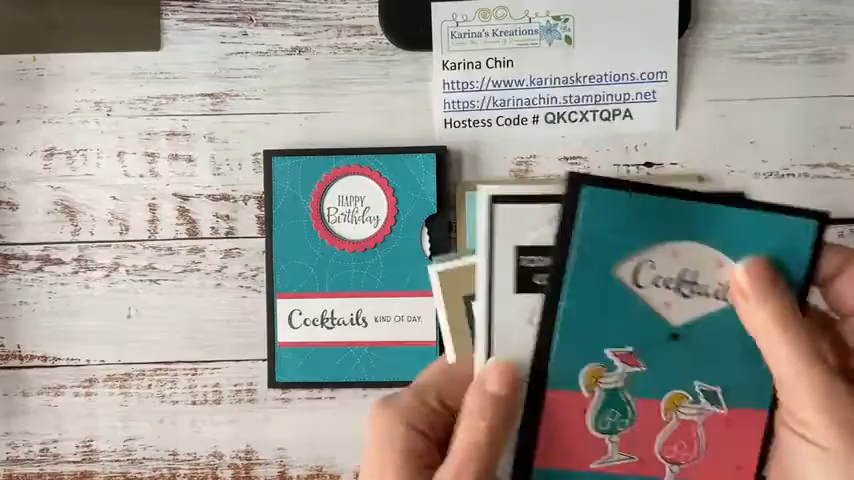 Karina's Kreations
Karina Chin
https://www.karinaskreations.com
https://karinachin.stampinup.net
Hostess Code # QKCXTQPA
HAPPY
Birthday
Cocktails KIND OF DAY.
Cocktails